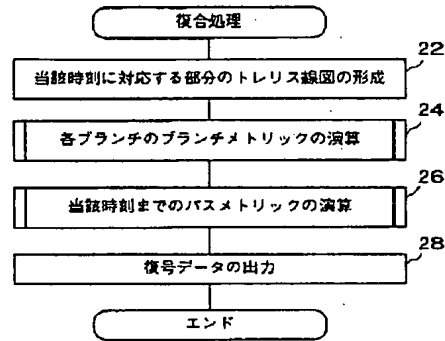 復合処理
22
当該時刻に対応する部分のトレリス線図の形成
24
各ブランチのブランチメトリックの演算
26
当該時刻までのパスメトリックの演算
28
復号データの出力
エンド